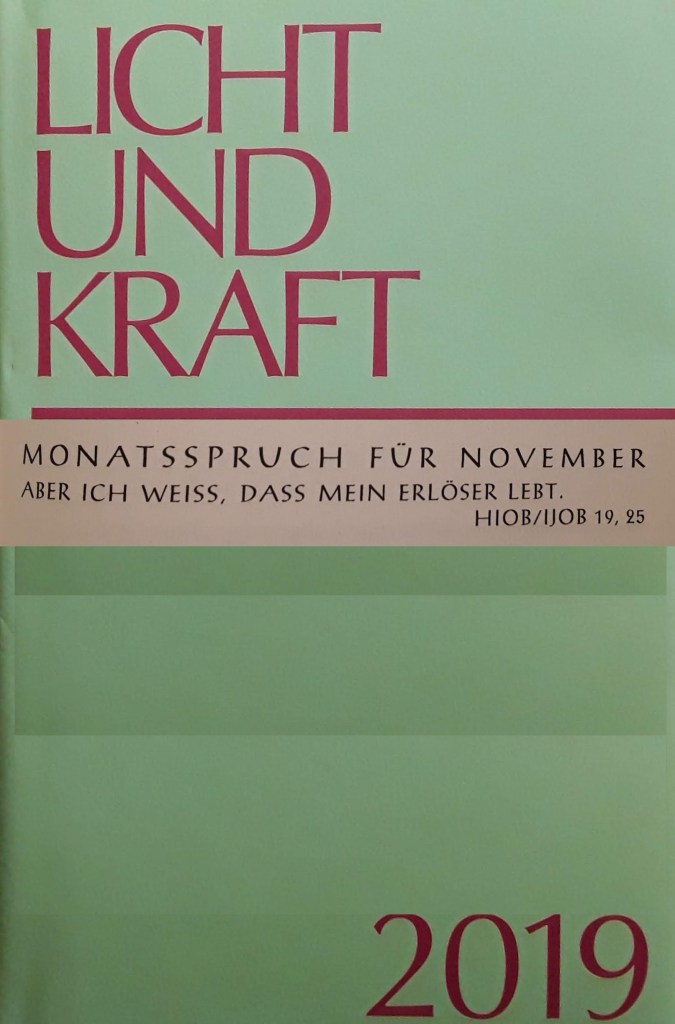 LICHT
UND
KRAFT
MONATSSPRUCH FÜR NOVEMBER
ABER ICH WEISS, DASS MEIN ERLÖSER LEBT.
HIOB/IJOB 19, 25
2019